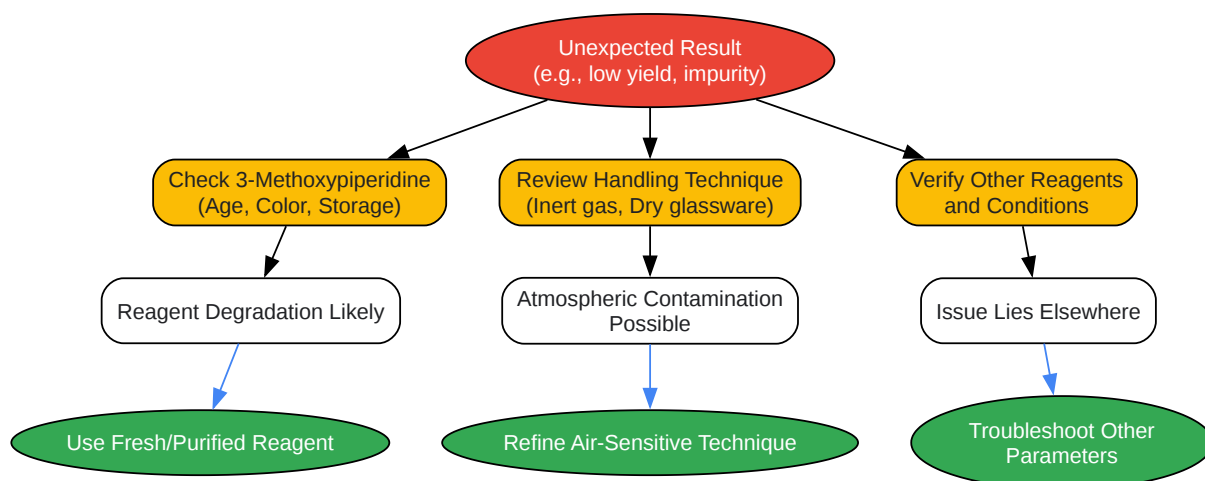 Unexpected Result
(e.g., low yield, impurity)
Check 3-Methoxypiperidine
(Age, Color, Storage)
Review Handling Technique
(Inert gas, Dry glassware)
Verify Other Reagents
and Conditions
Reagent Degradation Likely
Atmospheric Contamination
Possible
Issue Lies Elsewhere
Use Fresh/Purified Reagent
Refine Air-Sensitive Technique
Troubleshoot Other
Parameters